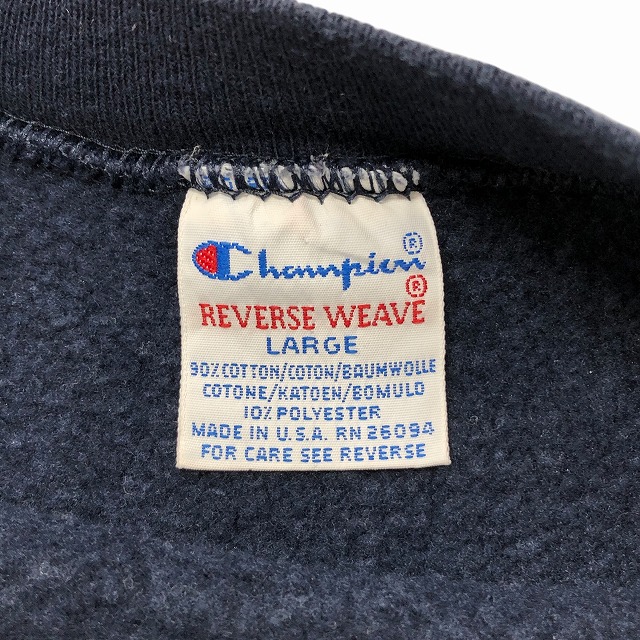 Champion®
REVERSE WEAVE®
LARGE
90% COTTON/COTON/BAUMWOLLE
COTONE/KATOEN/BOMULD
10% POLYESTER
MADE IN U.S.A. RN 26094
FOR CARE SEE REVERSE